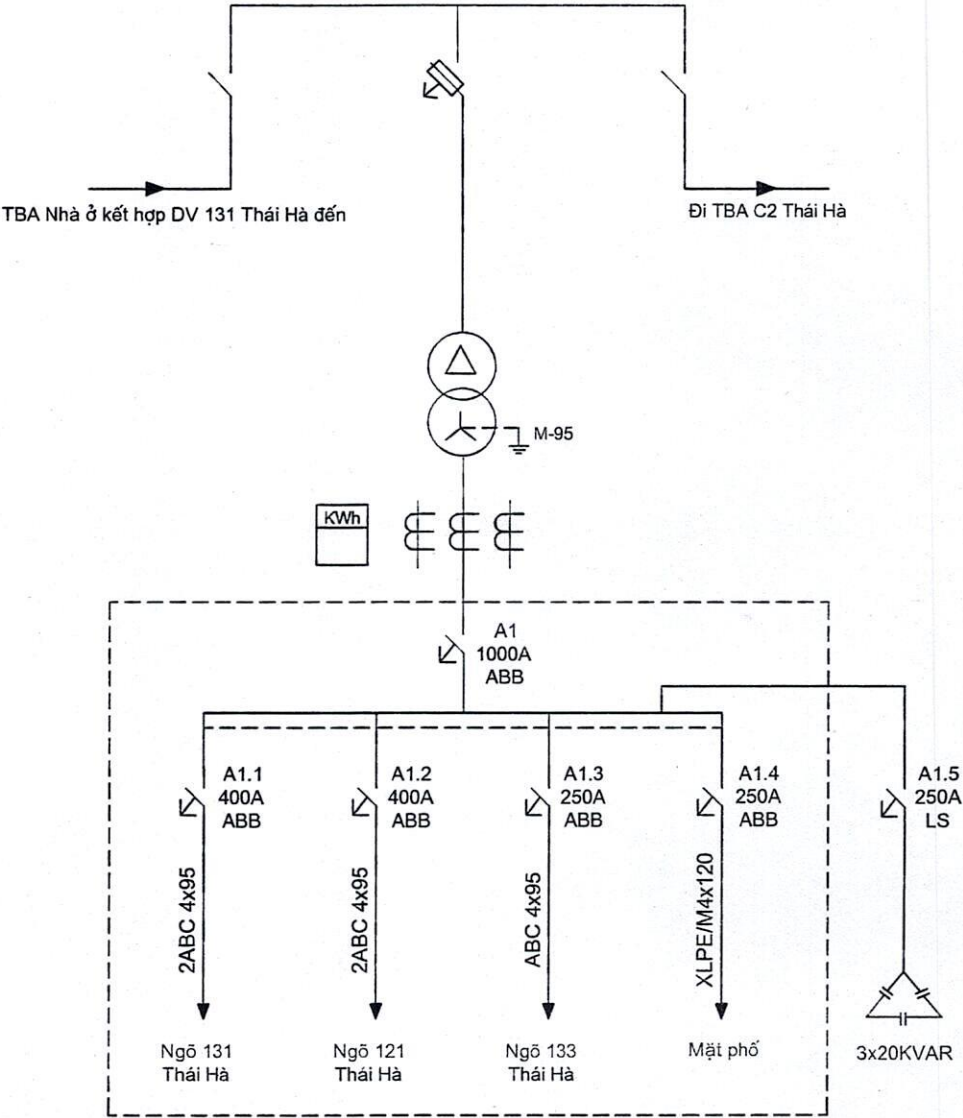 TBA Nhà ở kết hợp DV 131 Thái Hà đến
Đi TBA C2 Thái Hà
M-95
KWh
A1
1000A
ABB
A1.1
400A
ABB
A1.2
400A
ABB
A1.3
250A
ABB
A1.4
250A
ABB
A1.5
250A
LS
2ABC 4x95
2ABC 4x95
ABC 4x95
XLPE/M4x120
Ngõ 131
Thái Hà
Ngõ 121
Thái Hà
Ngõ 133
Thái Hà
Mặt phố
3x20KVAR